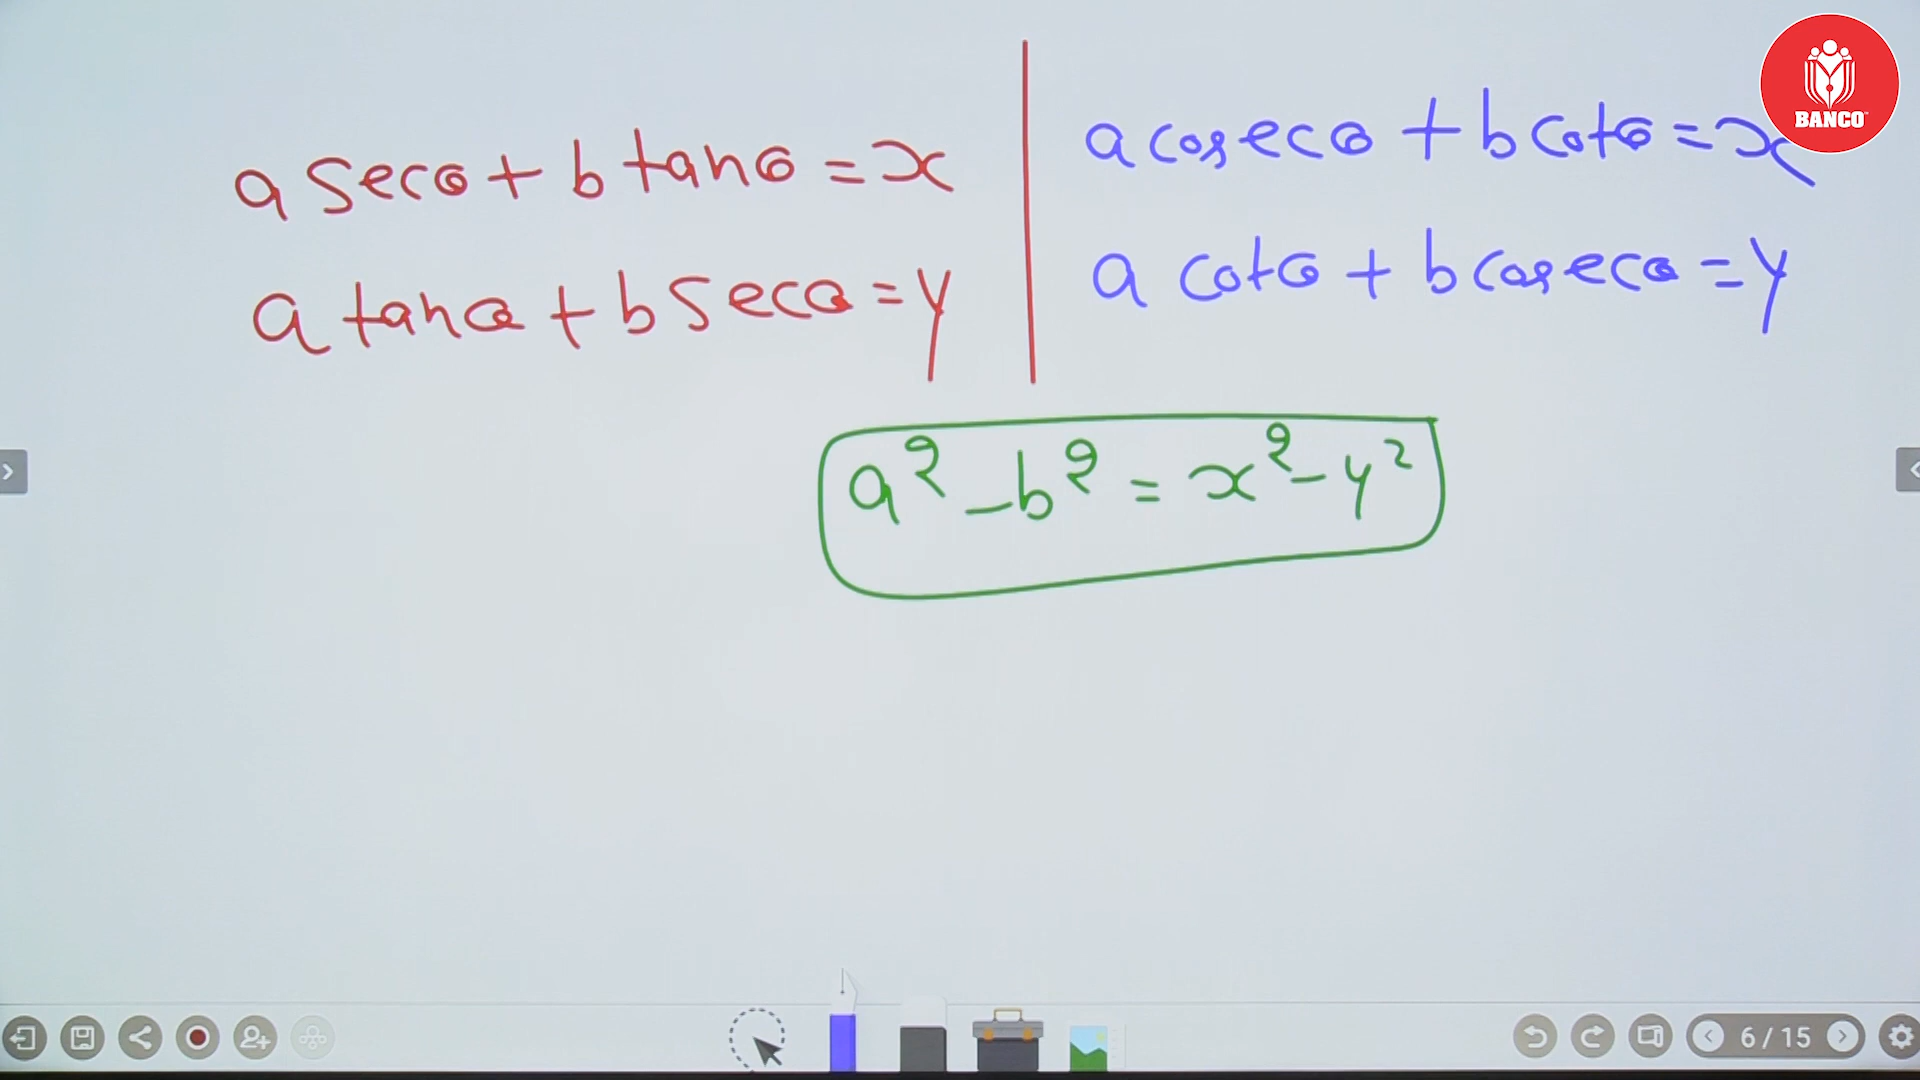 a secθ + b tanθ = x
a tanθ + b secθ = y
a cosecθ + b cotθ = x
a cotθ + b cosecθ = y
a² - b² = x² - y²
BANCO
6 / 15